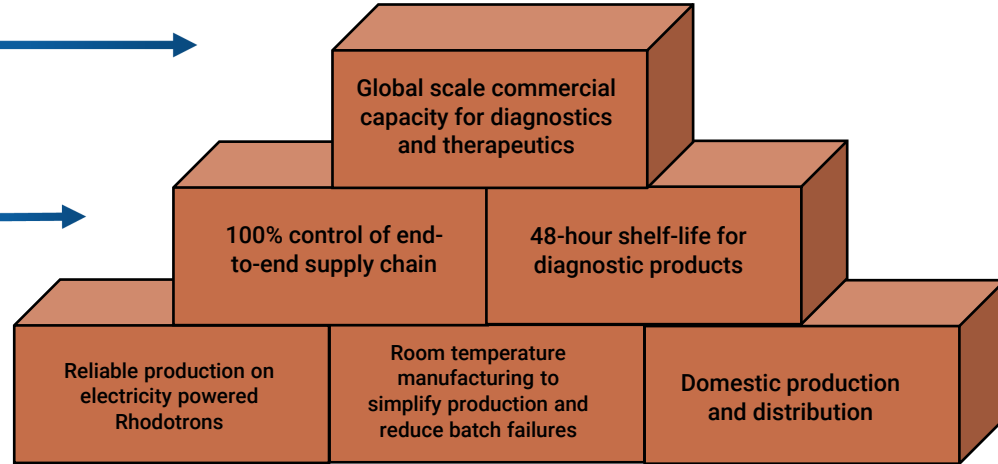 Global scale commercial
capacity for diagnostics
and therapeutics
100% control of end-
to-end supply chain
48-hour shelf-life for
diagnostic products
Reliable production on
electricity powered
Rhodotrons
Room temperature
manufacturing to
simplify production and
reduce batch failures
Domestic production
and distribution